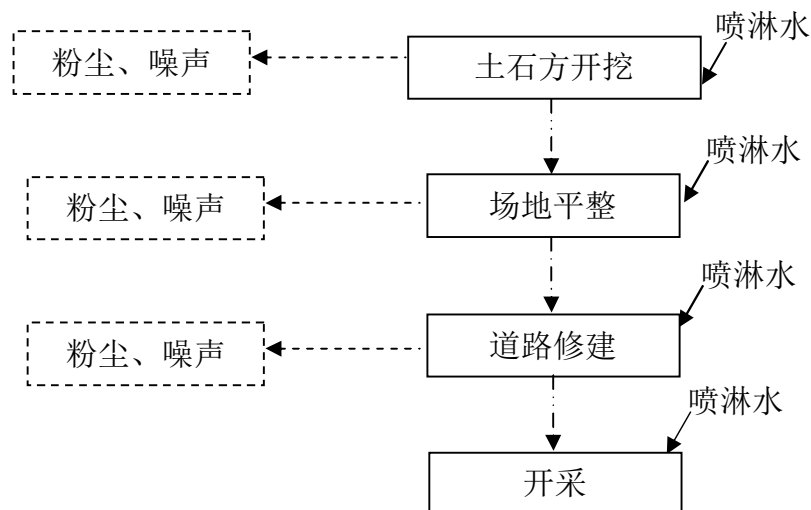 喷淋水
粉尘、噪声
土石方开挖
喷淋水
粉尘、噪声
场地平整
喷淋水
粉尘、噪声
道路修建
喷淋水
开采